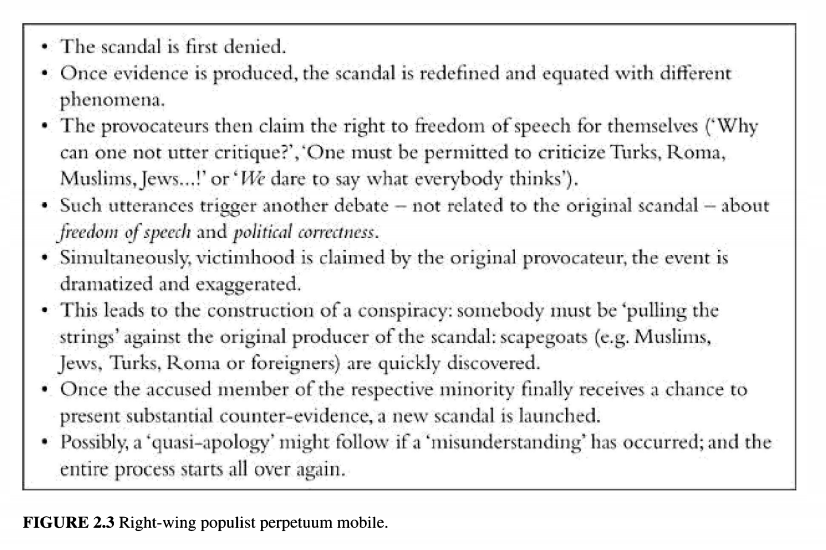 • The scandal is first denied.
• Once evidence is produced, the scandal is redefined and equated with different
phenomena.
• The provocateurs then claim the right to freedom of speech for themselves (‘Why
can one not utter critique?’, ‘One must be permitted to criticize Turks, Roma,
Muslims, Jews...!’ or ‘We dare to say what everybody thinks’).
• Such utterances trigger another debate – not related to the original scandal – about
freedom of speech and political correctness.
• Simultaneously, victimhood is claimed by the original provocateur, the event is
dramatized and exaggerated.
• This leads to the construction of a conspiracy: somebody must be ‘pulling the
strings’ against the original producer of the scandal: scapegoats (e.g. Muslims,
Jews, Turks, Roma or foreigners) are quickly discovered.
• Once the accused member of the respective minority finally receives a chance to
present substantial counter-evidence, a new scandal is launched.
• Possibly, a ‘quasi-apology’ might follow if a ‘misunderstanding’ has occurred; and the
entire process starts all over again.
FIGURE 2.3 Right-wing populist perpetuum mobile.